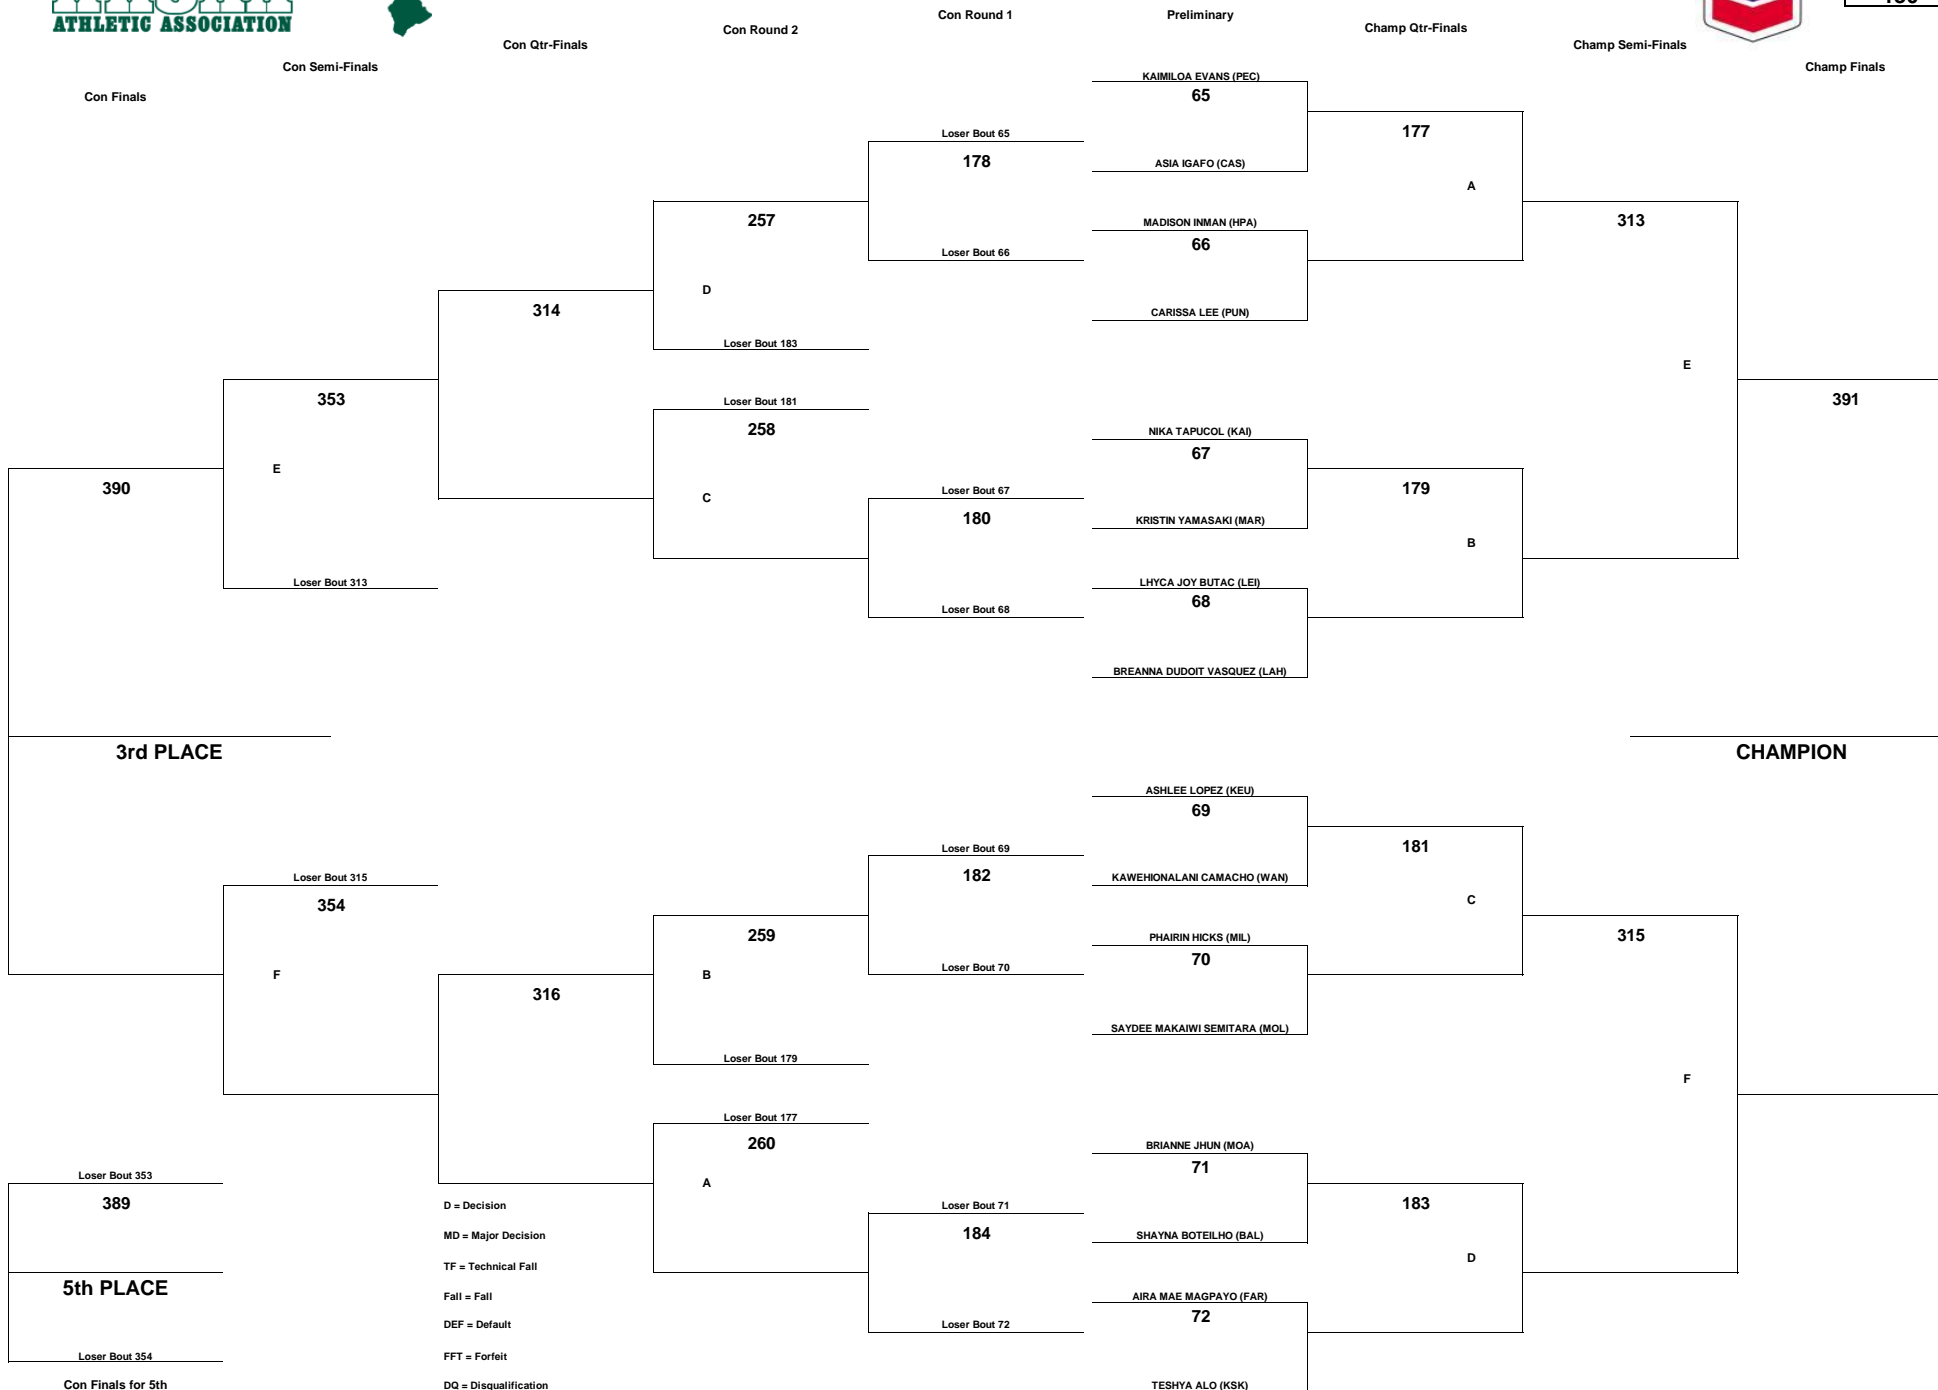 ATHLETIC ASSOCIATION
Con Finals
Con Semi-Finals
Con Qtr-Finals
Con Round 2
Con Round 1
Preliminary
Champ Qtr-Finals
Champ Semi-Finals
Champ Finals
KAIMILOA EVANS (PEC)
65
ASIA IGAFO (CAS)
MADISON INMAN (HPA)
66
CARISSA LEE (PUN)
NIKA TAPUCOL (KAI)
67
KRISTIN YAMASAKI (MAR)
LHYCA JOY BUTAC (LEI)
68
BREANNA DUDOIT VASQUEZ (LAH)
ASHLEE LOPEZ (KEU)
69
KAWEHIONALANI CAMACHO (WAN)
PHAIRIN HICKS (MIL)
70
SAYDEE MAKAIWI SEMITARA (MOL)
BRIANNE JHUN (MOA)
71
SHAYNA BOTEILHO (BAL)
AIRA MAE MAGPAYO (FAR)
72
TESHYA ALO (KSK)
177
A
179
B
181
C
183
D
313
E
315
F
391
CHAMPION
Loser Bout 65
178
Loser Bout 66
Loser Bout 67
180
Loser Bout 68
Loser Bout 69
182
Loser Bout 70
Loser Bout 71
184
Loser Bout 72
257
D
Loser Bout 183
Loser Bout 181
258
C
259
B
Loser Bout 179
Loser Bout 177
260
A
314
316
353
E
Loser Bout 313
Loser Bout 315
354
F
390
3rd PLACE
Loser Bout 353
389
5th PLACE
Loser Bout 354
Con Finals for 5th
D = Decision
MD = Major Decision
TF = Technical Fall
Fall = Fall
DEF = Default
FFT = Forfeit
DQ = Disqualification